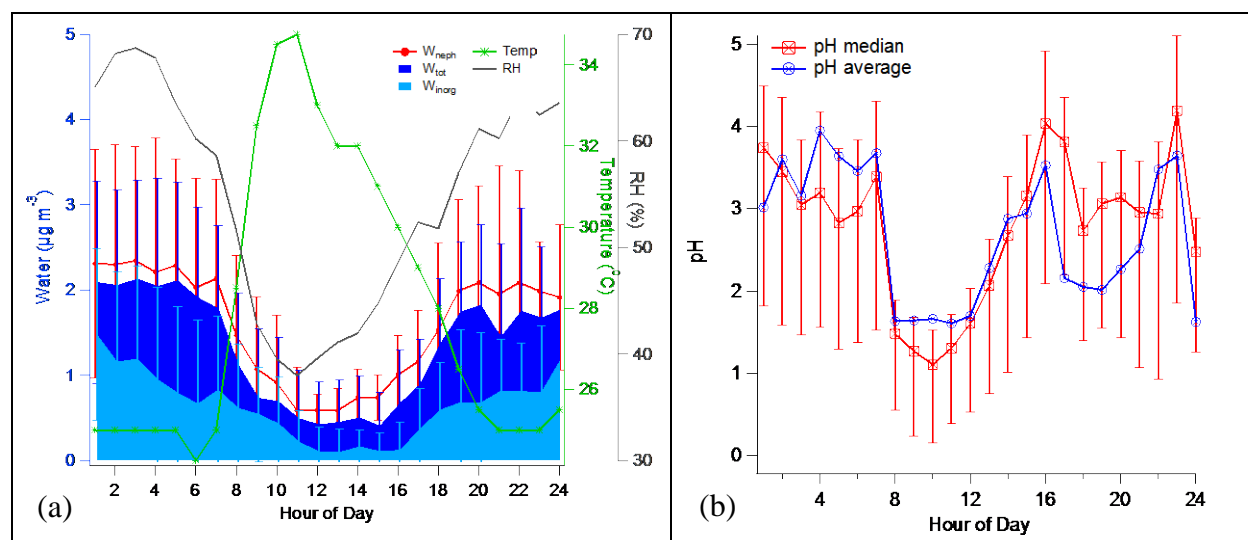 W_neph
Temp
W_tot
RH
W_inorg
5
4
3
2
1
0
Water (µg m⁻³)
34
32
30
28
26
Temperature (°C)
70
60
50
40
30
RH (%)
2 4 6 8 10 12 14 16 18 20 22 24
Hour of Day
(a)
pH median
pH average
5
4
3
2
1
0
pH
4 8 12 16 20 24
Hour of Day
(b)